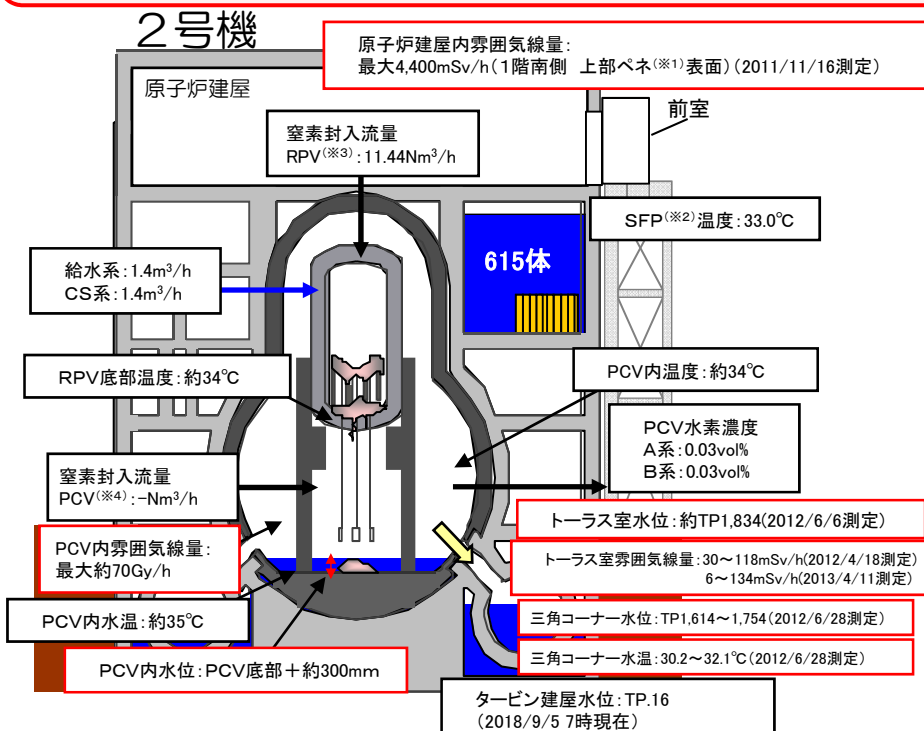 2号機
原子炉建屋内雰囲気線量:
最大4,400mSv/h(1階南側 上部ペネ(※1)表面)(2011/11/16測定)
原子炉建屋
前室
窒素封入流量
RPV(※3):11.44Nm3/h
SFP(※2)温度:33.0℃
615体
給水系:1.4m3/h
CS系:1.4m3/h
RPV底部温度:約34℃
PCV内温度:約34℃
PCV水素濃度
A系:0.03vol%
B系:0.03vol%
窒素封入流量
PCV(※4):-Nm3/h
トーラス室水位:約TP1,834(2012/6/6測定)
PCV内雰囲気線量:
最大約70Gy/h
トーラス室雰囲気線量:30~118mSv/h(2012/4/18測定)
6~134mSv/h(2013/4/11測定)
PCV内水温:約35℃
三角コーナー水位:TP1,614~1,754(2012/6/28測定)
三角コーナー水温:30.2~32.1℃(2012/6/28測定)
PCV内水位:PCV底部+約300mm
タービン建屋水位:TP.16
(2018/9/5 7時現在)